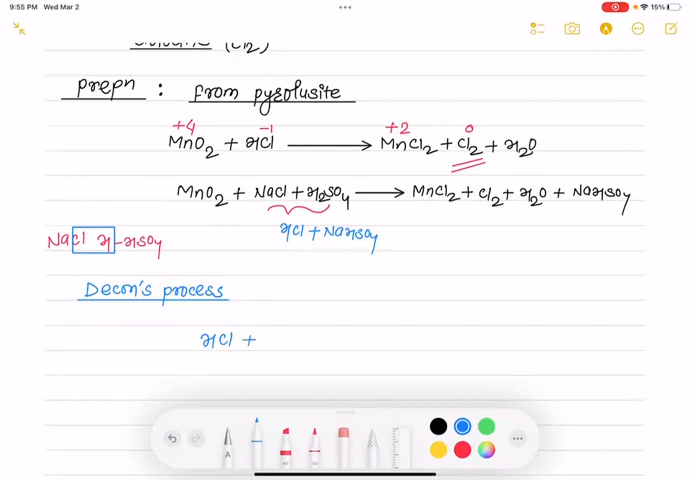 9:55 PM Wed Mar 2
15%
(Cl2)
Prepn : From pyrolusite
+4 -1 +2 0
MnO2 + HCl ⟶ MnCl2 + Cl2 + H2O
MnO2 + NaCl + H2SO4 ⟶ MnCl2 + Cl2 + H2O + NaHSO4
HCl + NaHSO4
NaCl H-HSO4
Decon's process
HCl +
A